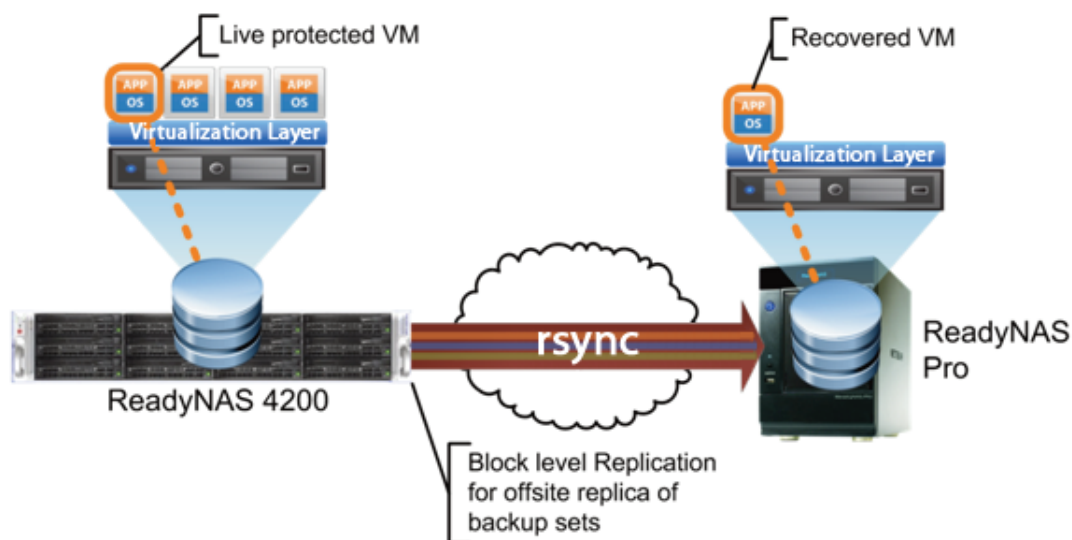 Live protected VM
Recovered VM
APP
OS
APP
OS
APP
OS
APP
OS
Virtualization Layer
APP
OS
Virtualization Layer
rsync
ReadyNAS 4200
ReadyNAS
Pro
Block level Replication
for offsite replica of
backup sets